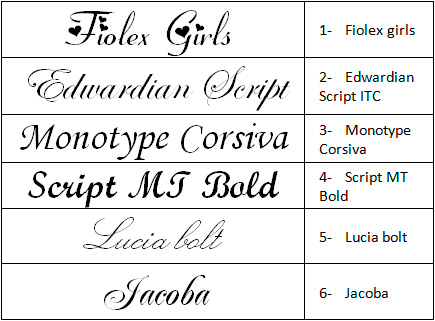 Fiolex Girls
1- Fiolex girls
Edwardian Script
2- Edwardian
Script ITC
Monotype Corsiva
3- Monotype
Corsiva
Script MT Bold
4- Script MT
Bold
Lucia bolt
5- Lucia bolt
Jacoba
6- Jacoba